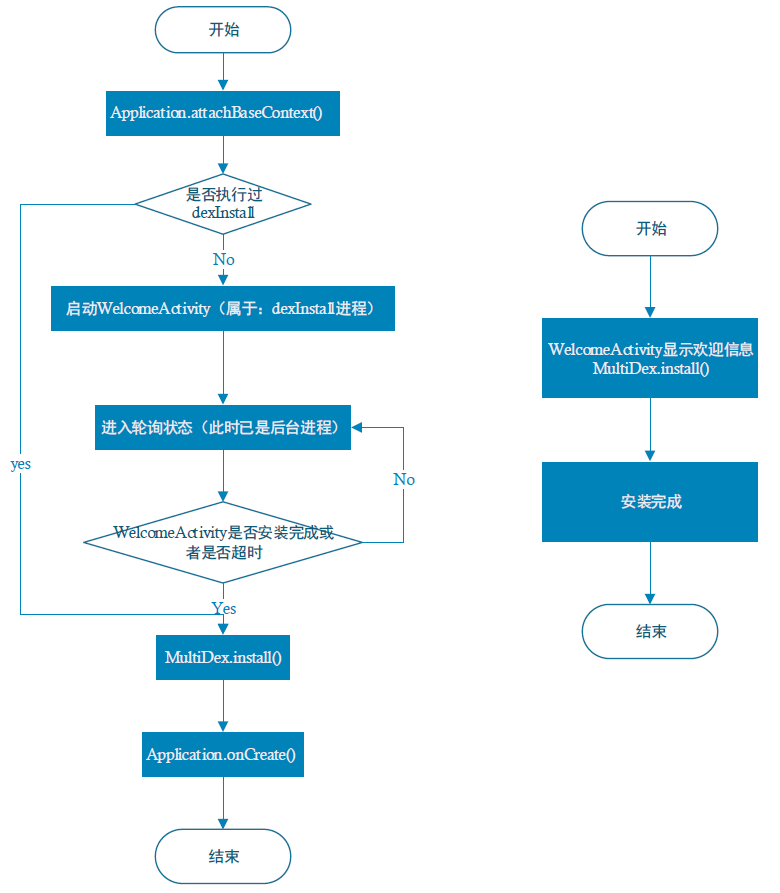 开始
Application.attachBaseContext()
是否执行过
dexInstall
No
启动WelcomeActivity（属于：dexInstall进程）
进入轮询状态（此时已是后台进程）
yes
No
WelcomeActivity是否安装完成或
者是否超时
Yes
MultiDex.install()
Application.onCreate()
结束
开始
WelcomeActivity显示欢迎信息
MultiDex.install()
安装完成
结束